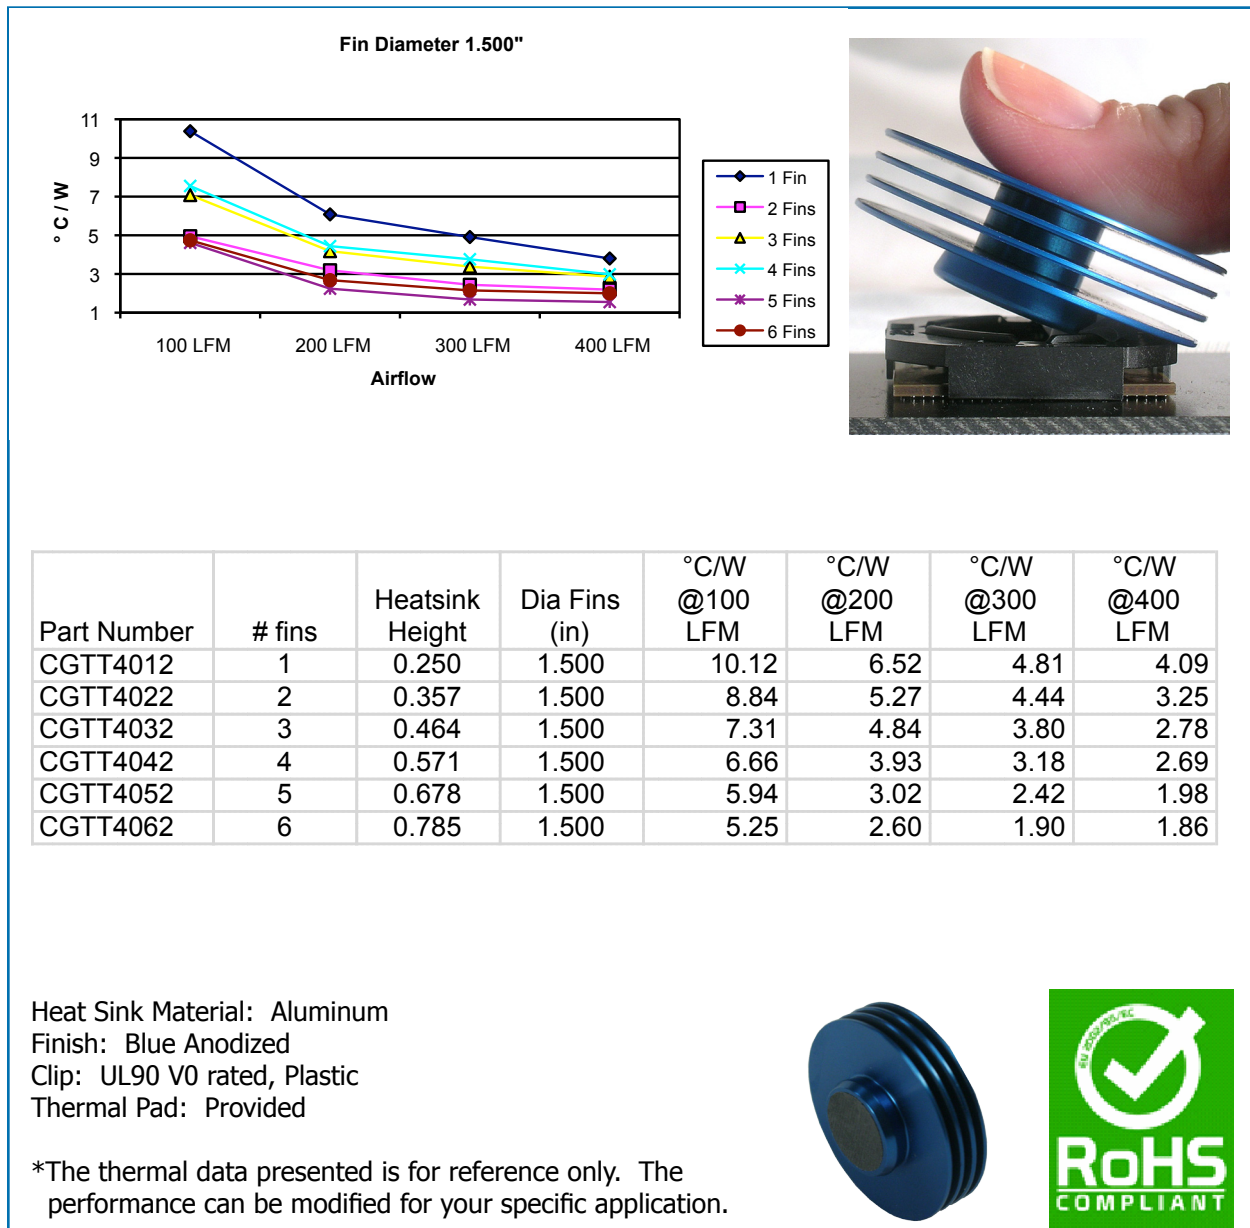 Fin Diameter 1.500"
11
9
7
5
3
1
° C / W
100 LFM 200 LFM 300 LFM 400 LFM
Airflow
1 Fin
2 Fins
3 Fins
4 Fins
5 Fins
6 Fins
Part Number # fins Heatsink Height Dia Fins (in) °C/W @100 LFM °C/W @200 LFM °C/W @300 LFM °C/W @400 LFM
CGTT4012 1 0.250 1.500 10.12 6.52 4.81 4.09
CGTT4022 2 0.357 1.500 8.84 5.27 4.44 3.25
CGTT4032 3 0.464 1.500 7.31 4.84 3.80 2.78
CGTT4042 4 0.571 1.500 6.66 3.93 3.18 2.69
CGTT4052 5 0.678 1.500 5.94 3.02 2.42 1.98
CGTT4062 6 0.785 1.500 5.25 2.60 1.90 1.86
Heat Sink Material: Aluminum
Finish: Blue Anodized
Clip: UL90 V0 rated, Plastic
Thermal Pad: Provided
*The thermal data presented is for reference only. The
performance can be modified for your specific application.
EU 2002/95/EC
RoHS
COMPLIANT